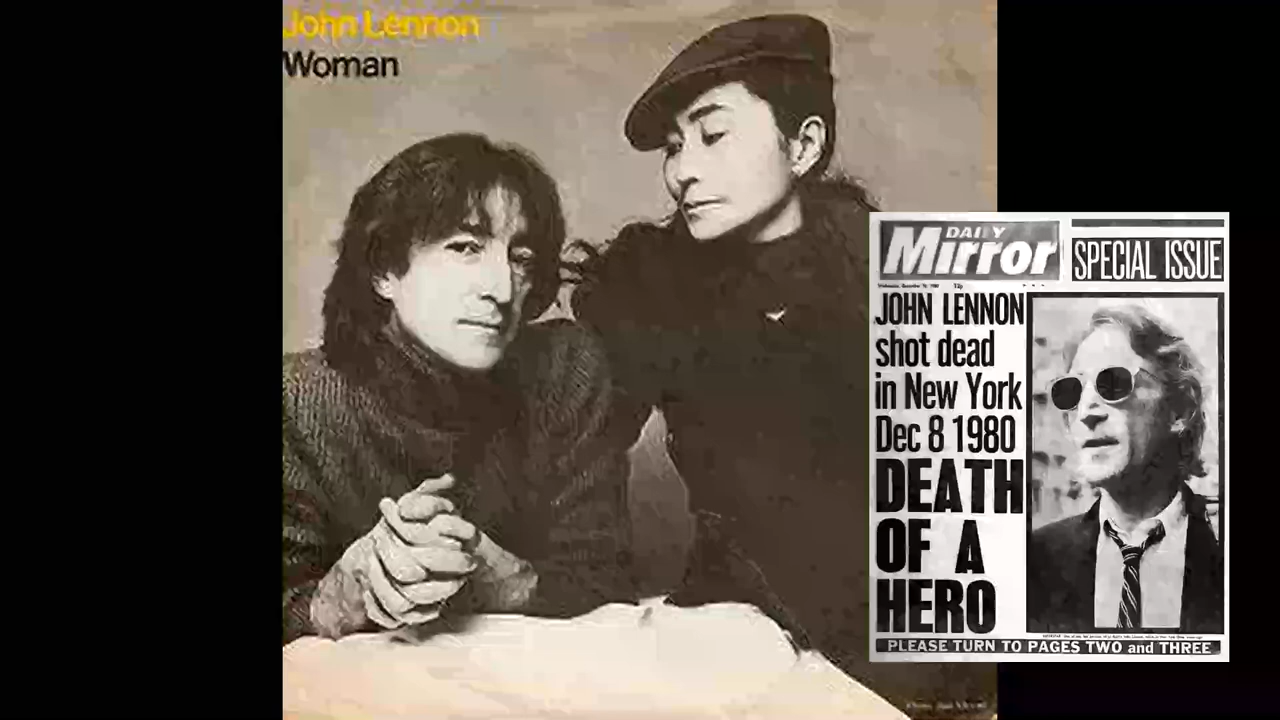 John Lennon
Woman
DAILY
Mirror
SPECIAL ISSUE
JOHN LENNON
shot dead
in New York
Dec 8 1980
DEATH
OF A
HERO
PLEASE TURN TO PAGES TWO and THREE